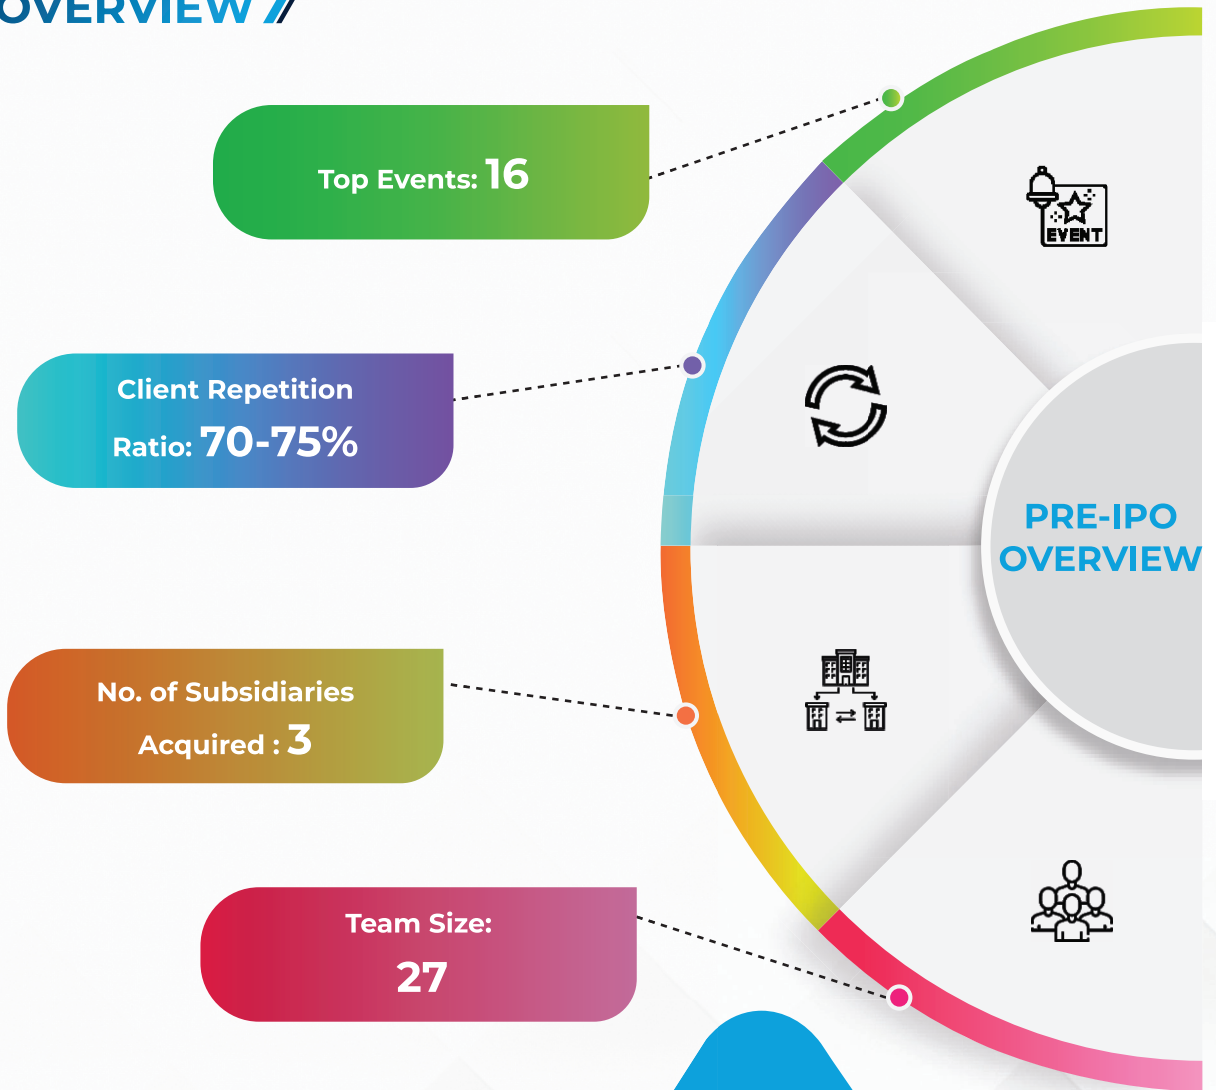 OVERVIEW
Top Events: 16
EVENT
Client Repetition
Ratio: 70-75%
PRE-IPO
OVERVIEW
No. of Subsidiaries
Acquired : 3
Team Size:
27